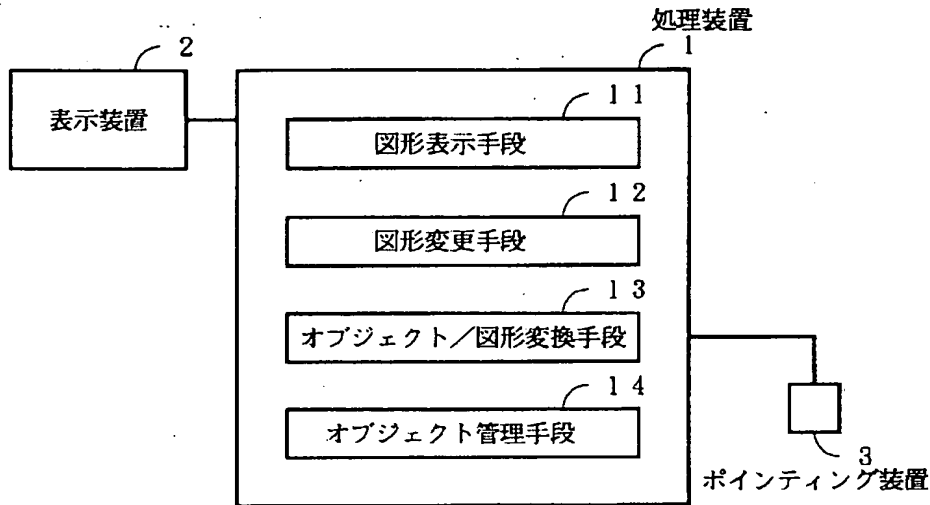 処理装置
1
2
表示装置
11
図形表示手段
12
図形変更手段
13
オブジェクト／図形変換手段
14
オブジェクト管理手段
3
ポインティング装置